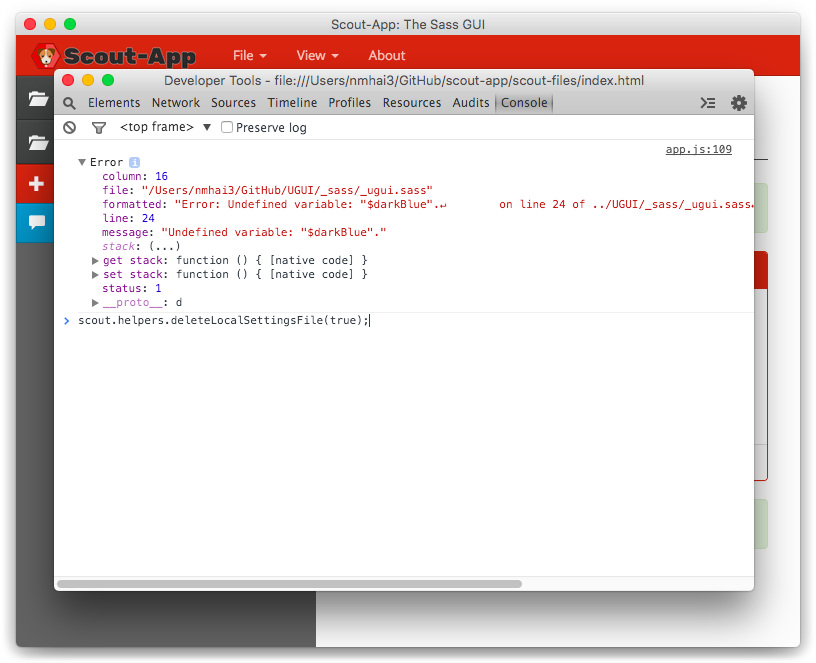 Scout-App: The Sass GUI
Scout-App File View About
Developer Tools - file:///Users/nmhai3/GitHub/scout-app/scout-files/index.html
Elements Network Sources Timeline Profiles Resources Audits Console
<top frame> Preserve log
app.js:109
Error i
column: 16
file: "/Users/nmhai3/GitHub/UGUI/_sass/_ugui.sass"
formatted: "Error: Undefined variable: "$darkBlue".↵ on line 24 of ../UGUI/_sass/_ugui.sass↵
line: 24
message: "Undefined variable: "$darkBlue"."
stack: (...)
get stack: function () { [native code] }
set stack: function () { [native code] }
status: 1
__proto__: d
> scout.helpers.deleteLocalSettingsFile(true);